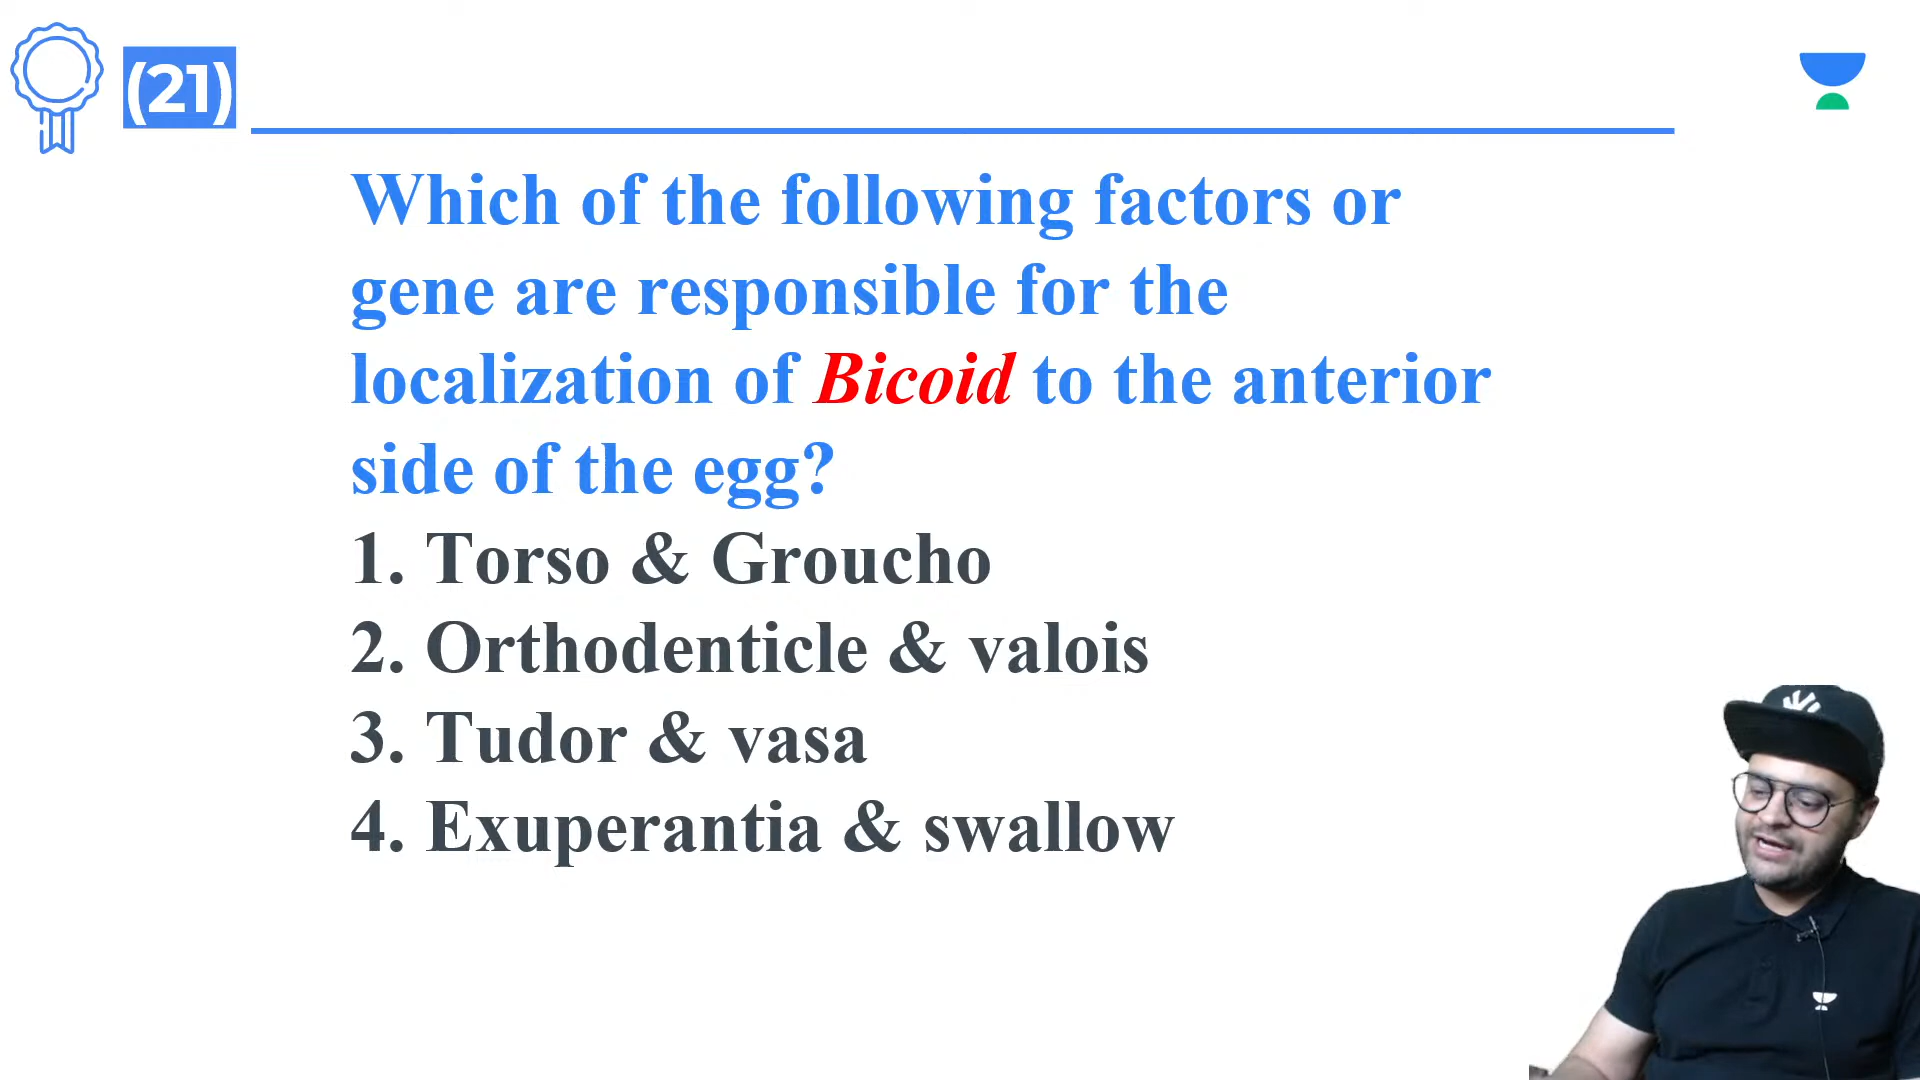 (21)
Which of the following factors or
gene are responsible for the
localization of Bicoid to the anterior
side of the egg?
1. Torso & Groucho
2. Orthodenticle & valois
3. Tudor & vasa
4. Exuperantia & swallow